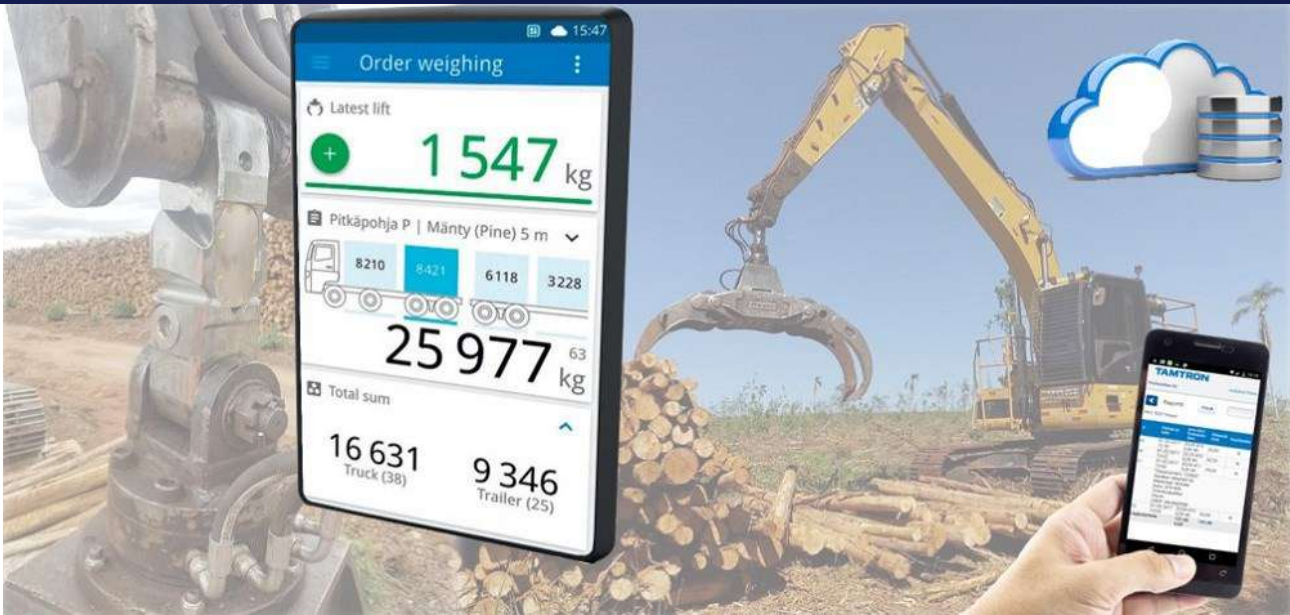 15:47
Order weighing
Latest lift
+
1 547 kg
Pitkäpohja P | Mänty (Pine) 5 m
8210 8421 6118 3228
63
25 977 kg
Total sum
16 631 9 346
Truck (38) Trailer (25)
TAMTRON
Raportti